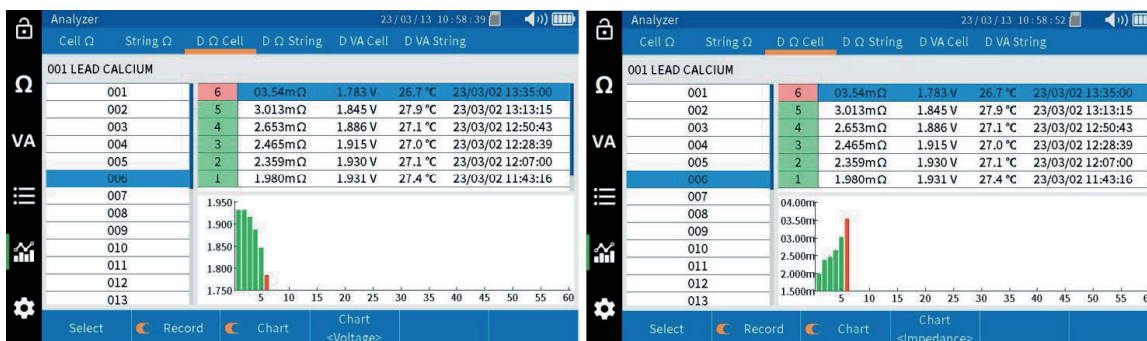 Analyzer 23/03/13 10:58:39
Cell Ω String Ω D Ω Cell D Ω String D VA Cell D VA String
001 LEAD CALCIUM
Ω
VA
001
002
003
004
005
006
007
008
009
010
011
012
013
6 03.54mΩ 1.783 V 26.7 ℃ 23/03/02 13:35:00
5 3.013mΩ 1.845 V 27.9 ℃ 23/03/02 13:13:15
4 2.653mΩ 1.886 V 27.1 ℃ 23/03/02 12:50:43
3 2.465mΩ 1.915 V 27.0 ℃ 23/03/02 12:28:39
2 2.359mΩ 1.930 V 27.1 ℃ 23/03/02 12:07:00
1 1.980mΩ 1.931 V 27.4 ℃ 23/03/02 11:43:16
1.950
1.900
1.850
1.800
1.750
5 10 15 20 25 30 35 40 45 50 55 60
Select Record Chart Chart
<Voltage>
Analyzer 23/03/13 10:58:52
Cell Ω String Ω D Ω Cell D Ω String D VA Cell D VA String
001 LEAD CALCIUM
Ω
VA
001
002
003
004
005
006
007
008
009
010
011
012
013
6 03.54mΩ 1.783 V 26.7 ℃ 23/03/02 13:35:00
5 3.013mΩ 1.845 V 27.9 ℃ 23/03/02 13:13:15
4 2.653mΩ 1.886 V 27.1 ℃ 23/03/02 12:50:43
3 2.465mΩ 1.915 V 27.0 ℃ 23/03/02 12:28:39
2 2.359mΩ 1.930 V 27.1 ℃ 23/03/02 12:07:00
1 1.980mΩ 1.931 V 27.4 ℃ 23/03/02 11:43:16
04.00m
03.50m
03.00m
2.500m
2.000m
1.500m
5 10 15 20 25 30 35 40 45 50 55
Select Record Chart Chart
<Impedance>